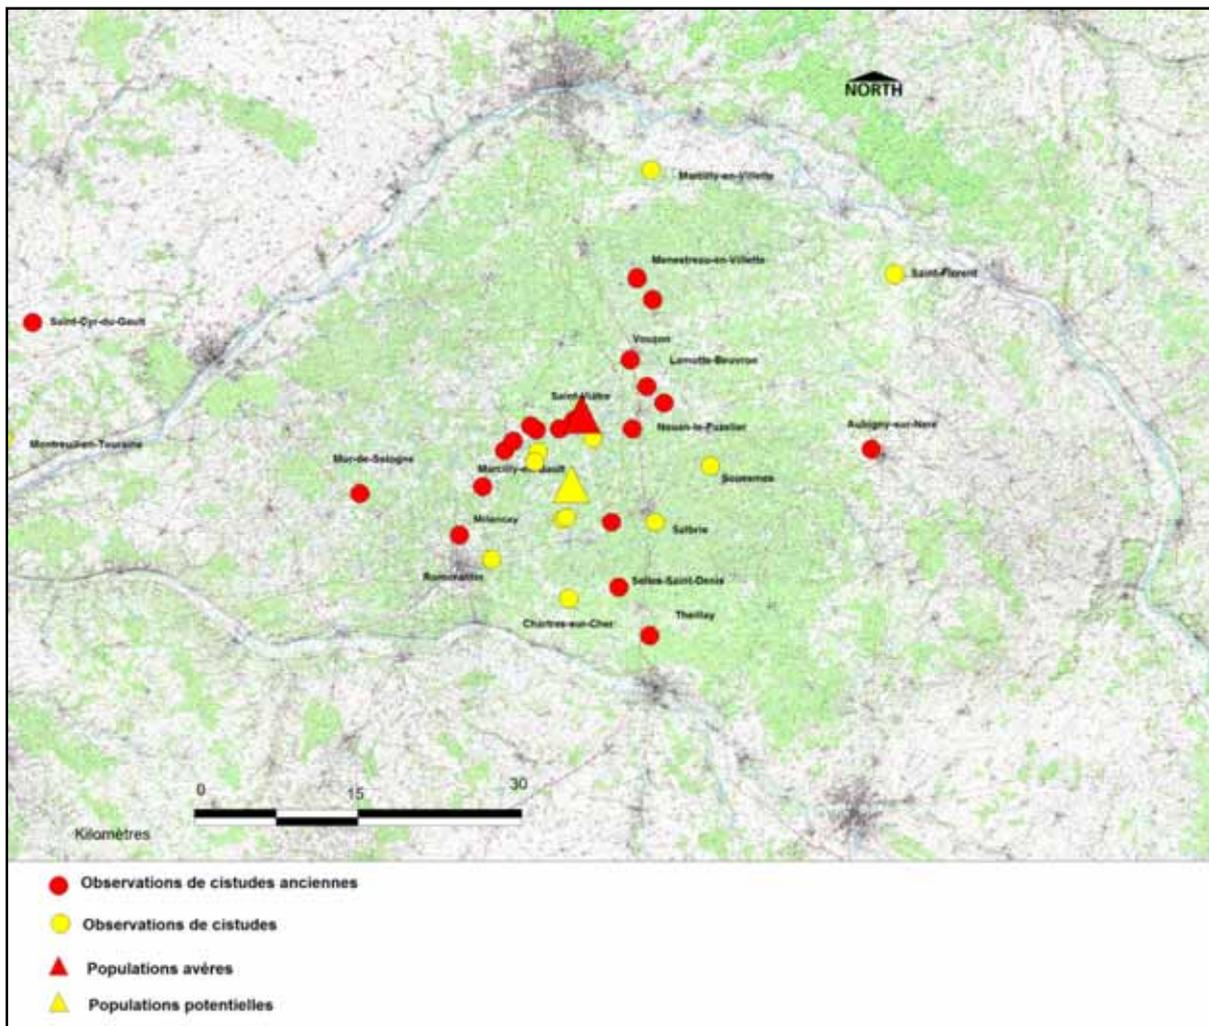 NORTH
Marcilly-en-Villette
Menestreau-en-Villette
Saint-Florent
Saint-Cyr-du-Gault
Vouzon
Lamotte-Beuvron
Saint-Viâtre
Nouan-le-Fuzelier
Aubigny-sur-Nere
Montreuil-en-Touraine
Mur-de-Sologne
Marcilly-en-Gault
Souesmes
Millancay
Salbris
Romorantin
Selles-Saint-Denis
Chartres-sur-Cher
Theillay
0 15 30
Kilomètres
Observations de cistudes anciennes
Observations de cistudes
Populations avères
Populations potentielles